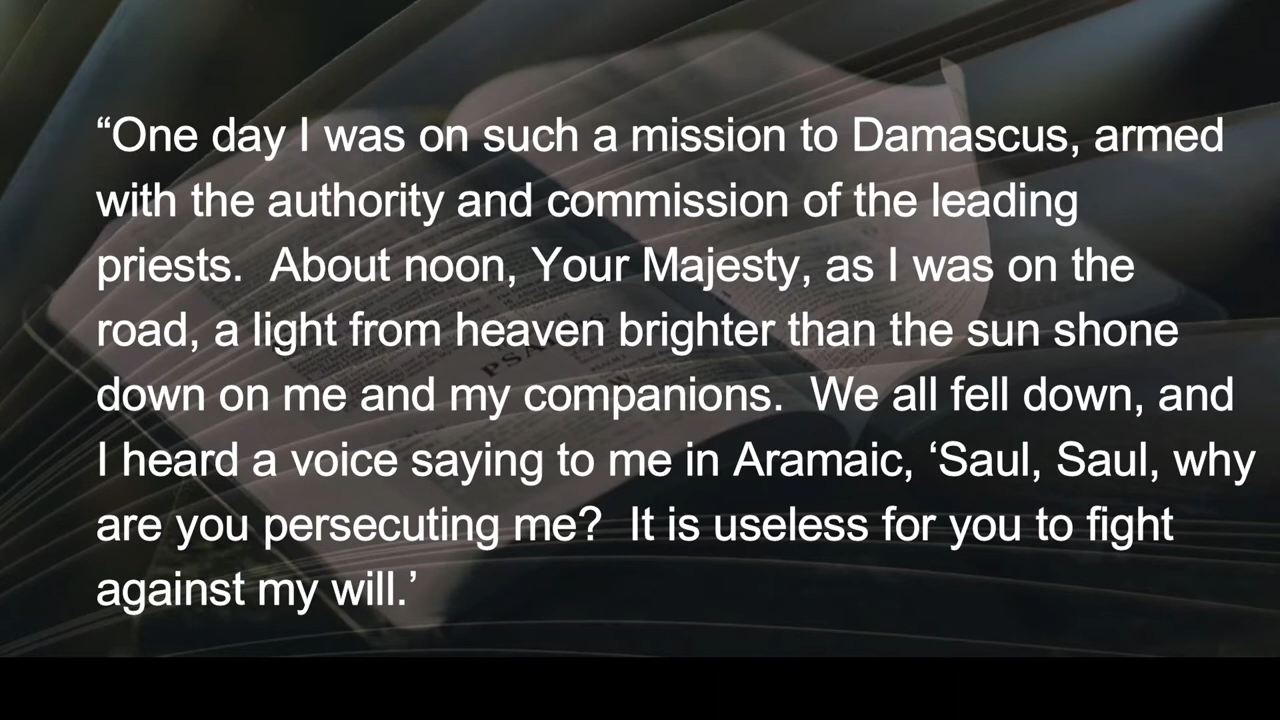 “One day I was on such a mission to Damascus, armed
with the authority and commission of the leading
priests.  About noon, Your Majesty, as I was on the
road, a light from heaven brighter than the sun shone
down on me and my companions.  We all fell down, and
I heard a voice saying to me in Aramaic, ‘Saul, Saul, why
are you persecuting me?  It is useless for you to fight
against my will.’